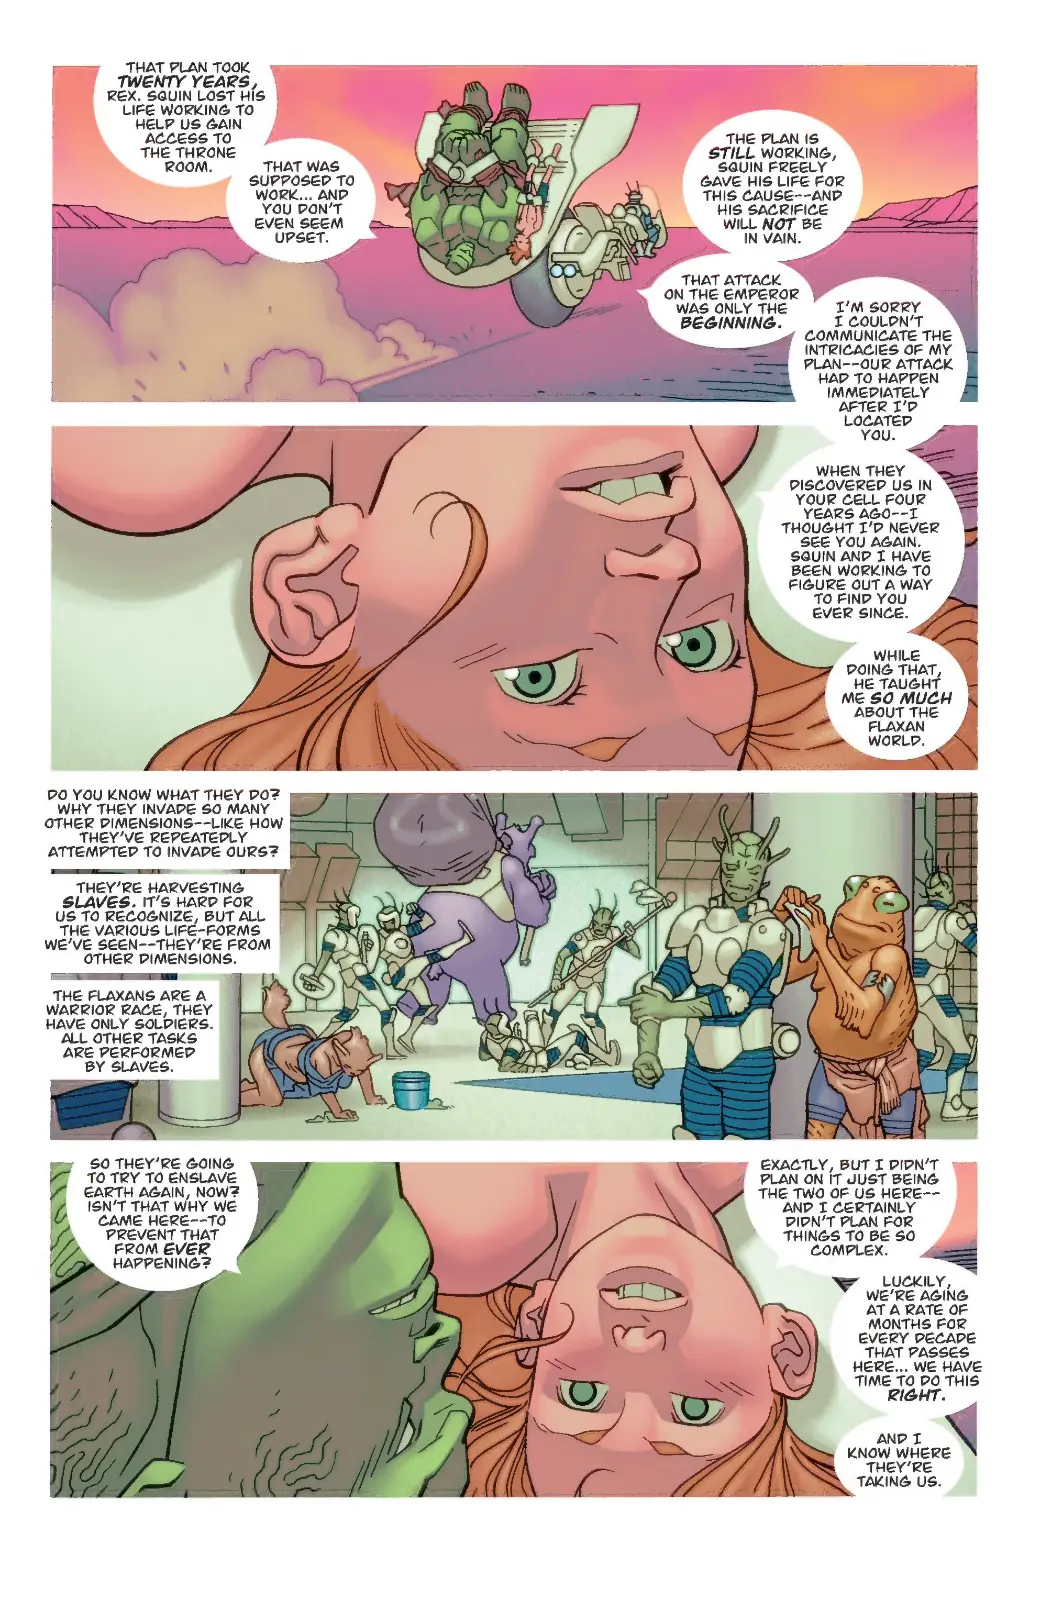 THAT PLAN TOOK
TWENTY YEARS,
REX. SQUIN LOST HIS
LIFE WORKING TO
HELP US GAIN
ACCESS TO
THE THRONE
ROOM.
THAT WAS
SUPPOSED TO
WORK... AND
YOU DON'T
EVEN SEEM
UPSET.
THE PLAN IS
STILL WORKING,
SQUIN FREELY
GAVE HIS LIFE FOR
THIS CAUSE--AND
HIS SACRIFICE
WILL NOT BE
IN VAIN.
THAT ATTACK
ON THE EMPEROR
WAS ONLY THE
BEGINNING.
I'M SORRY
I COULDN'T
COMMUNICATE THE
INTRICACIES OF MY
PLAN--OUR ATTACK
HAD TO HAPPEN
IMMEDIATELY
AFTER I'D
LOCATED
YOU.
WHEN THEY
DISCOVERED US IN
YOUR CELL FOUR
YEARS AGO--I
THOUGHT I'D NEVER
SEE YOU AGAIN.
SQUIN AND I HAVE
BEEN WORKING TO
FIGURE OUT A WAY
TO FIND YOU
EVER SINCE.
WHILE
DOING THAT,
HE TAUGHT
ME SO MUCH
ABOUT THE
FLAXAN
WORLD.
DO YOU KNOW WHAT THEY DO?
WHY THEY INVADE SO MANY
OTHER DIMENSIONS--LIKE HOW
THEY'VE REPEATEDLY
ATTEMPTED TO INVADE OURS?
THEY'RE HARVESTING
SLAVES. IT'S HARD FOR
US TO RECOGNIZE, BUT ALL
THE VARIOUS LIFE-FORMS
WE'VE SEEN--THEY'RE FROM
OTHER DIMENSIONS.
THE FLAXANS ARE A
WARRIOR RACE, THEY
HAVE ONLY SOLDIERS.
ALL OTHER TASKS
ARE PERFORMED
BY SLAVES.
SO THEY'RE GOING
TO TRY TO ENSLAVE
EARTH AGAIN, NOW?
ISN'T THAT WHY WE
CAME HERE--TO
PREVENT THAT
FROM EVER
HAPPENING?
EXACTLY, BUT I DIDN'T
PLAN ON IT JUST BEING
THE TWO OF US HERE--
AND I CERTAINLY
DIDN'T PLAN FOR
THINGS TO BE SO
COMPLEX.
LUCKILY,
WE'RE AGING
AT A RATE OF
MONTHS FOR
EVERY DECADE
THAT PASSES
HERE... WE HAVE
TIME TO DO THIS
RIGHT.
AND I
KNOW WHERE
THEY'RE
TAKING US.